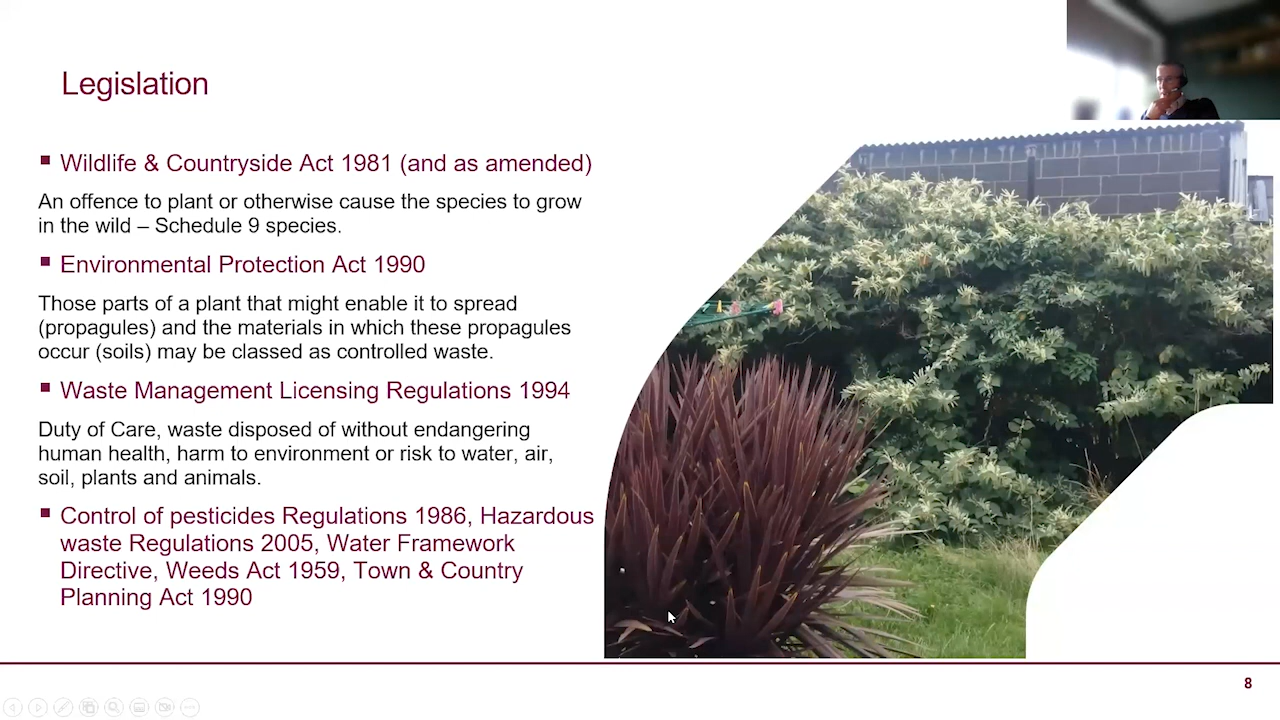 Legislation
▪ Wildlife & Countryside Act 1981 (and as amended)
An offence to plant or otherwise cause the species to grow
in the wild – Schedule 9 species.
▪ Environmental Protection Act 1990
Those parts of a plant that might enable it to spread
(propagules) and the materials in which these propagules
occur (soils) may be classed as controlled waste.
▪ Waste Management Licensing Regulations 1994
Duty of Care, waste disposed of without endangering
human health, harm to environment or risk to water, air,
soil, plants and animals.
▪ Control of pesticides Regulations 1986, Hazardous
waste Regulations 2005, Water Framework
Directive, Weeds Act 1959, Town & Country
Planning Act 1990
8